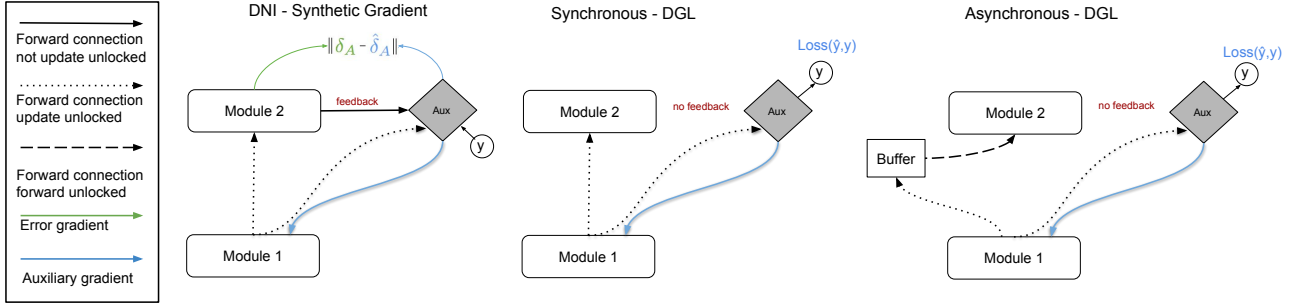 Forward connection
not update unlocked
Forward connection
update unlocked
Forward connection
forward unlocked
Error gradient
Auxiliary gradient
DNI - Synthetic Gradient
‖δ_A - δ̂_A‖
Module 2
feedback
Aux
y
Module 1
Synchronous - DGL
Loss(ŷ,y)
y
Module 2
no feedback
Aux
Module 1
Asynchronous - DGL
Loss(ŷ,y)
y
Module 2
no feedback
Aux
Buffer
Module 1